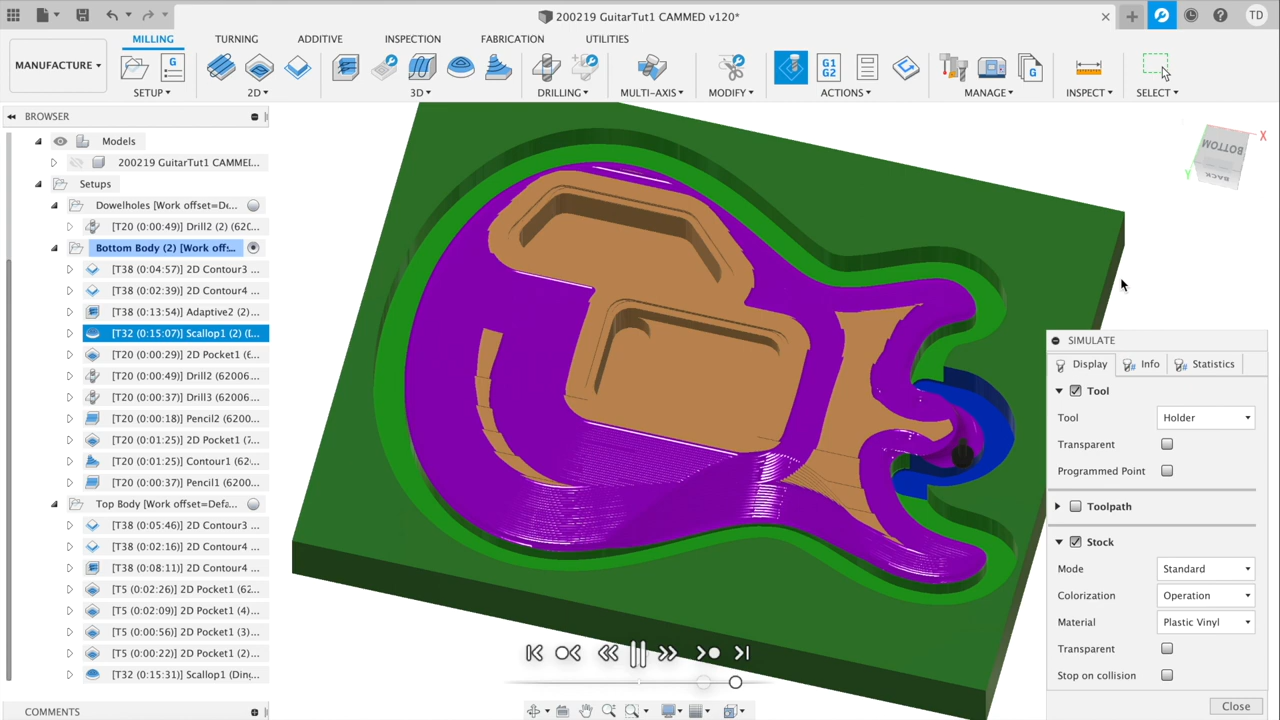 200219 GuitarTut1 CAMMED v120*
TD
MANUFACTURE
MILLING
TURNING
ADDITIVE
INSPECTION
FABRICATION
UTILITIES
G
G1
G2
G
SETUP
2D
3D
DRILLING
MULTI-AXIS
MODIFY
ACTIONS
MANAGE
INSPECT
SELECT
BROWSER
Models
200219 GuitarTut1 CAMMED...
Setups
Dowelholes [Work offset=De...
[T20 (0:00:49)] Drill2 (2) (620...
Bottom Body (2) [Work off...
[T38 (0:04:57)] 2D Contour3 ...
[T38 (0:02:39)] 2D Contour4 ...
[T38 (0:13:54)] Adaptive2 (2) ...
[T32 (0:15:07)] Scallop1 (2) (...
[T20 (0:00:29)] 2D Pocket1 (6...
[T20 (0:00:49)] Drill2 (62006...
[T20 (0:00:37)] Drill3 (62006...
[T20 (0:00:18)] Pencil2 (6200...
[T20 (0:01:25)] 2D Pocket1 (7...
[T20 (0:01:25)] Contour1 (62...
[T20 (0:00:37)] Pencil1 (6200...
Top Body [Work offset=Defa...
[T38 (0:05:46)] 2D Contour3 ...
[T38 (0:02:16)] 2D Contour4 ...
[T38 (0:08:11)] 2D Contour4 ...
[T5 (0:02:26)] 2D Pocket1 (62...
[T5 (0:02:09)] 2D Pocket1 (4)...
[T5 (0:00:56)] 2D Pocket1 (3)...
[T5 (0:00:22)] 2D Pocket1 (2)...
[T32 (0:15:31)] Scallop1 (Din...
COMMENTS
X
BOTTOM
Y
BACK
SIMULATE
Display
Info
Statistics
Tool
Tool
Holder
Transparent
Programmed Point
Toolpath
Stock
Mode
Standard
Colorization
Operation
Material
Plastic Vinyl
Transparent
Stop on collision
Close